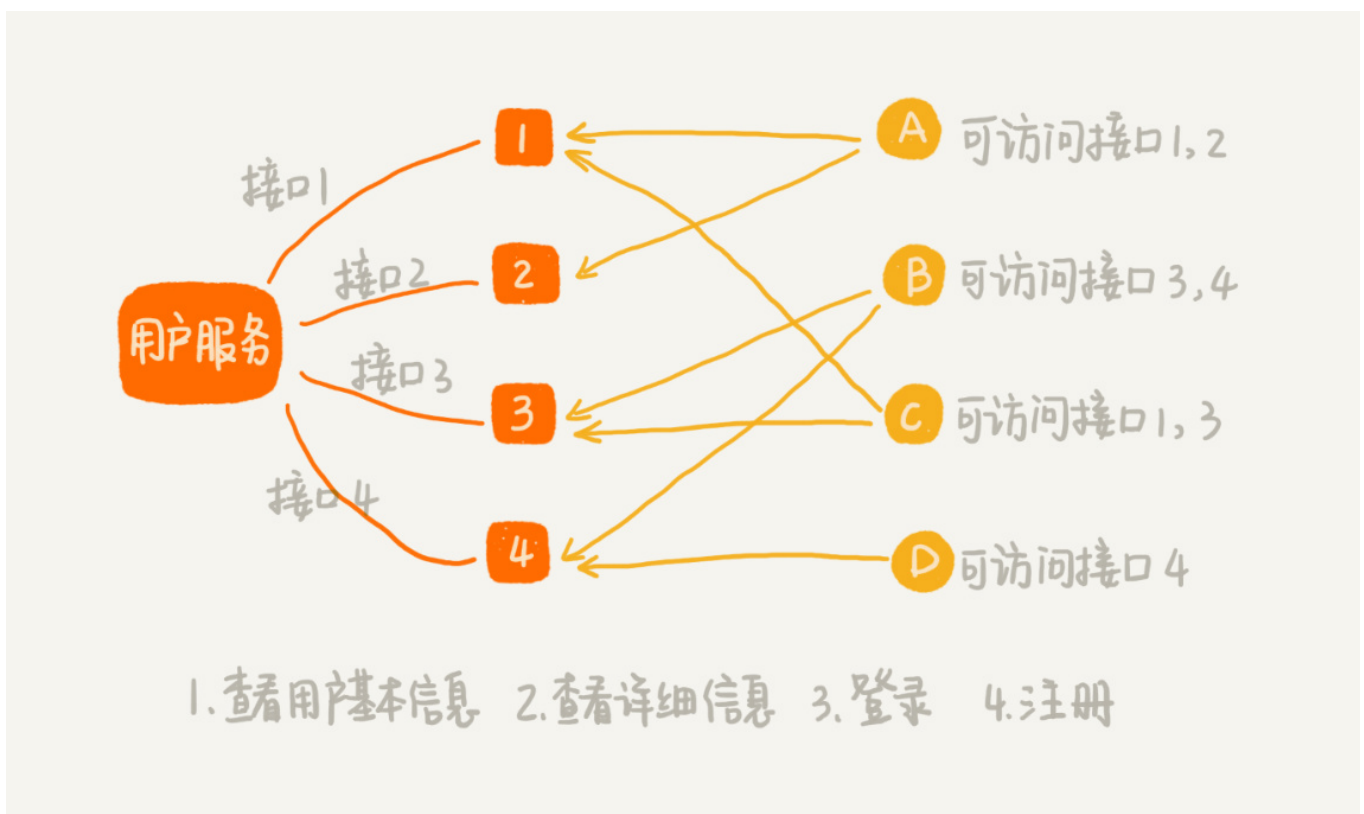 1
A 可访问接口1,2
接口1
2
接口2
B 可访问接口3,4
用户服务
接口3
3
C 可访问接口1,3
接口4
4
D 可访问接口4
1.查看用户基本信息 2.查看详细信息 3.登录 4.注册